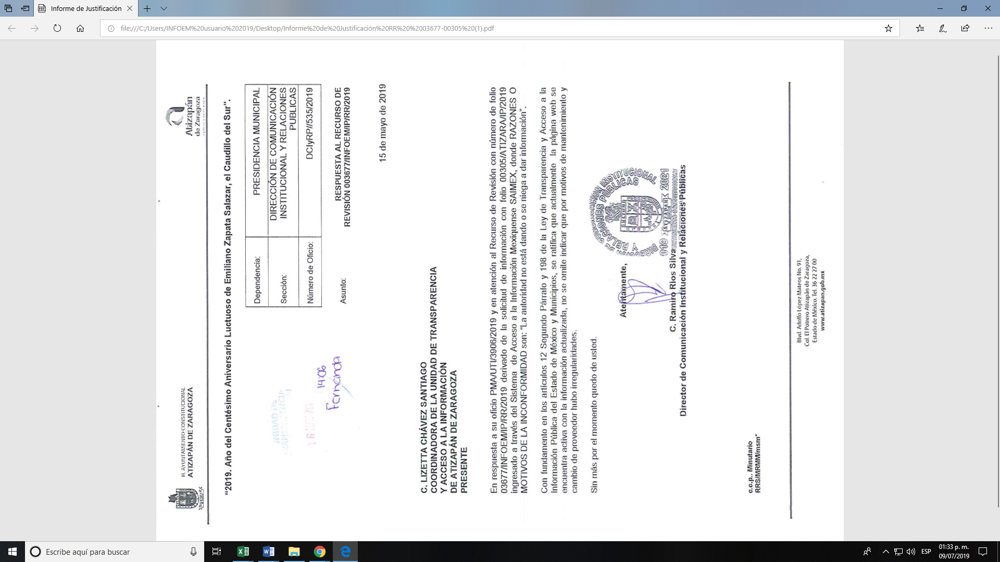 Informe de Justificación
file:///C:/Users/INFOEM%20usuario%202019/Desktop/Informe%20de%20Justificación%20RR%20%2003677-00305%20(1).pdf
H. AYUNTAMIENTO CONSTITUCIONAL
ATIZAPÁN DE ZARAGOZA
Atizapán
de Zaragoza
“2019. Año del Centésimo Aniversario Luctuoso de Emiliano Zapata Salazar, el Caudillo del Sur”.
Dependencia: PRESIDENCIA MUNICIPAL
Sección: DIRECCIÓN DE COMUNICACIÓN
INSTITUCIONAL Y RELACIONES
PUBLICAS
Número de Oficio: DCIyRP//535/2019
Asunto: RESPUESTA AL RECURSO DE
REVISIÓN 003677/INFOEM/IP/RR/2019
UNIDAD DE
14:06
Fernanda
15 de mayo de 2019
C. LIZETTA CHÁVEZ SANTIAGO
COORDINADORA DE LA UNIDAD DE TRANSPARENCIA
Y ACCESO A LA INFORMACIÓN
DE ATIZAPÁN DE ZARAGOZA
PRESENTE
En respuesta a su oficio PMA/UTI/3906/2019 y en atención al Recurso de Revisión con número de folio
03677/INFOEM/IP/RR/2019 derivado de la solicitud de información con folio 00305/ATIZARA/IP/2019
ingresado a través del Sistema de Acceso a la Información Mexiquense SAIMEX, donde RAZONES O
MOTIVOS DE LA INCONFORMIDAD son: “La autoridad no está dando o se niega a dar información”.
Con fundamento en los artículos 12 Segundo Párrafo y 198 de la Ley de Transparencia y Acceso a la
Información Pública del Estado de México y Municipios, se ratifica que actualmente la página web se
encuentra activa con la información actualizada, no se omite indicar que por motivos de mantenimiento y
cambio de proveedor hubo irregularidades.
Sin más por el momento quedo de usted.
Atentamente,
DIRECCION DE COMUNICACION INSTITUCIONAL
Y RELACIONES PUBLICAS
019 ATIZAPAN 2021
C. Ramiro Ríos Silva
Director de Comunicación Institucional y Relaciones Públicas
c.c.p.. Minutario
RRS/MRMM/msm*
Blvd. Adolfo López Mateos No. 91,
Col. El Potrero Atizapán de Zaragoza,
Estado de México. Tel. 36 22 27 00
www.atizapan.gob.mx
Escribe aquí para buscar
ESP
01:33 p. m.
09/07/2019